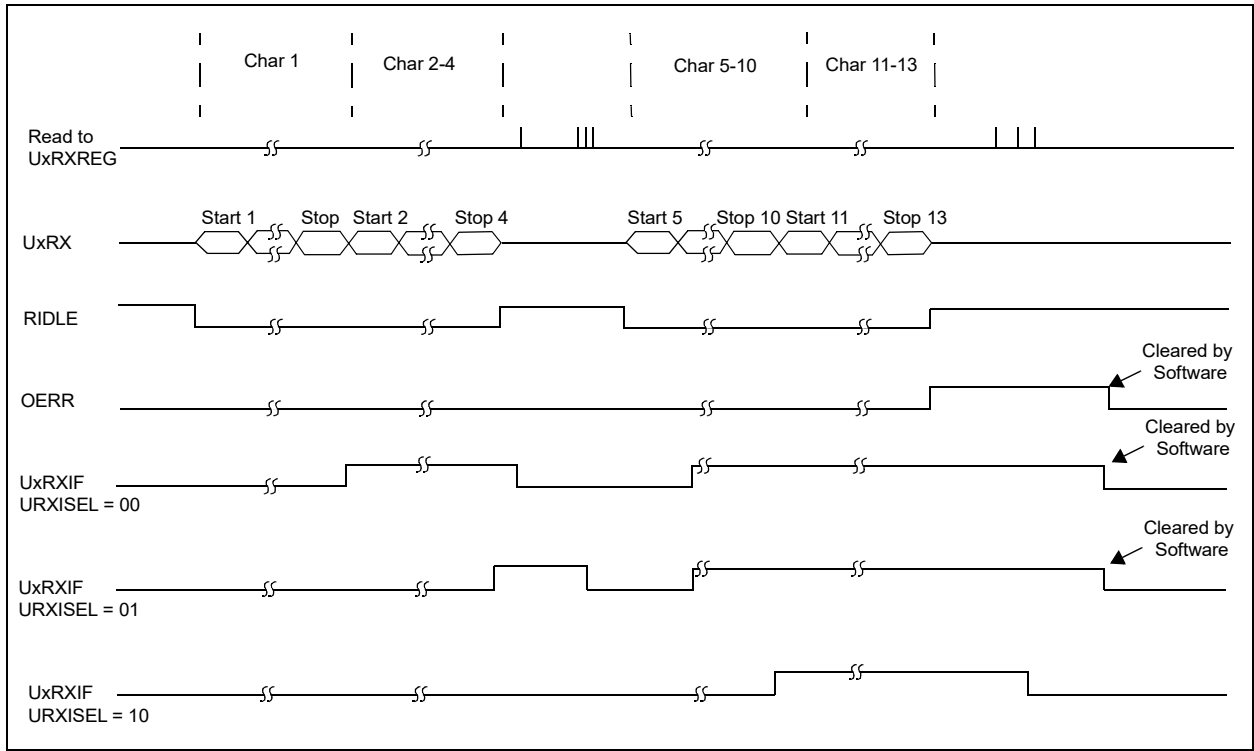 Char 1
Char 2-4
Char 5-10
Char 11-13
Read to
UxRXREG
Start 1
Stop
Start 2
Stop 4
Start 5
Stop 10
Start 11
Stop 13
UxRX
RIDLE
Cleared by
Software
OERR
Cleared by
Software
UxRXIF
URXISEL = 00
Cleared by
Software
UxRXIF
URXISEL = 01
UxRXIF
URXISEL = 10